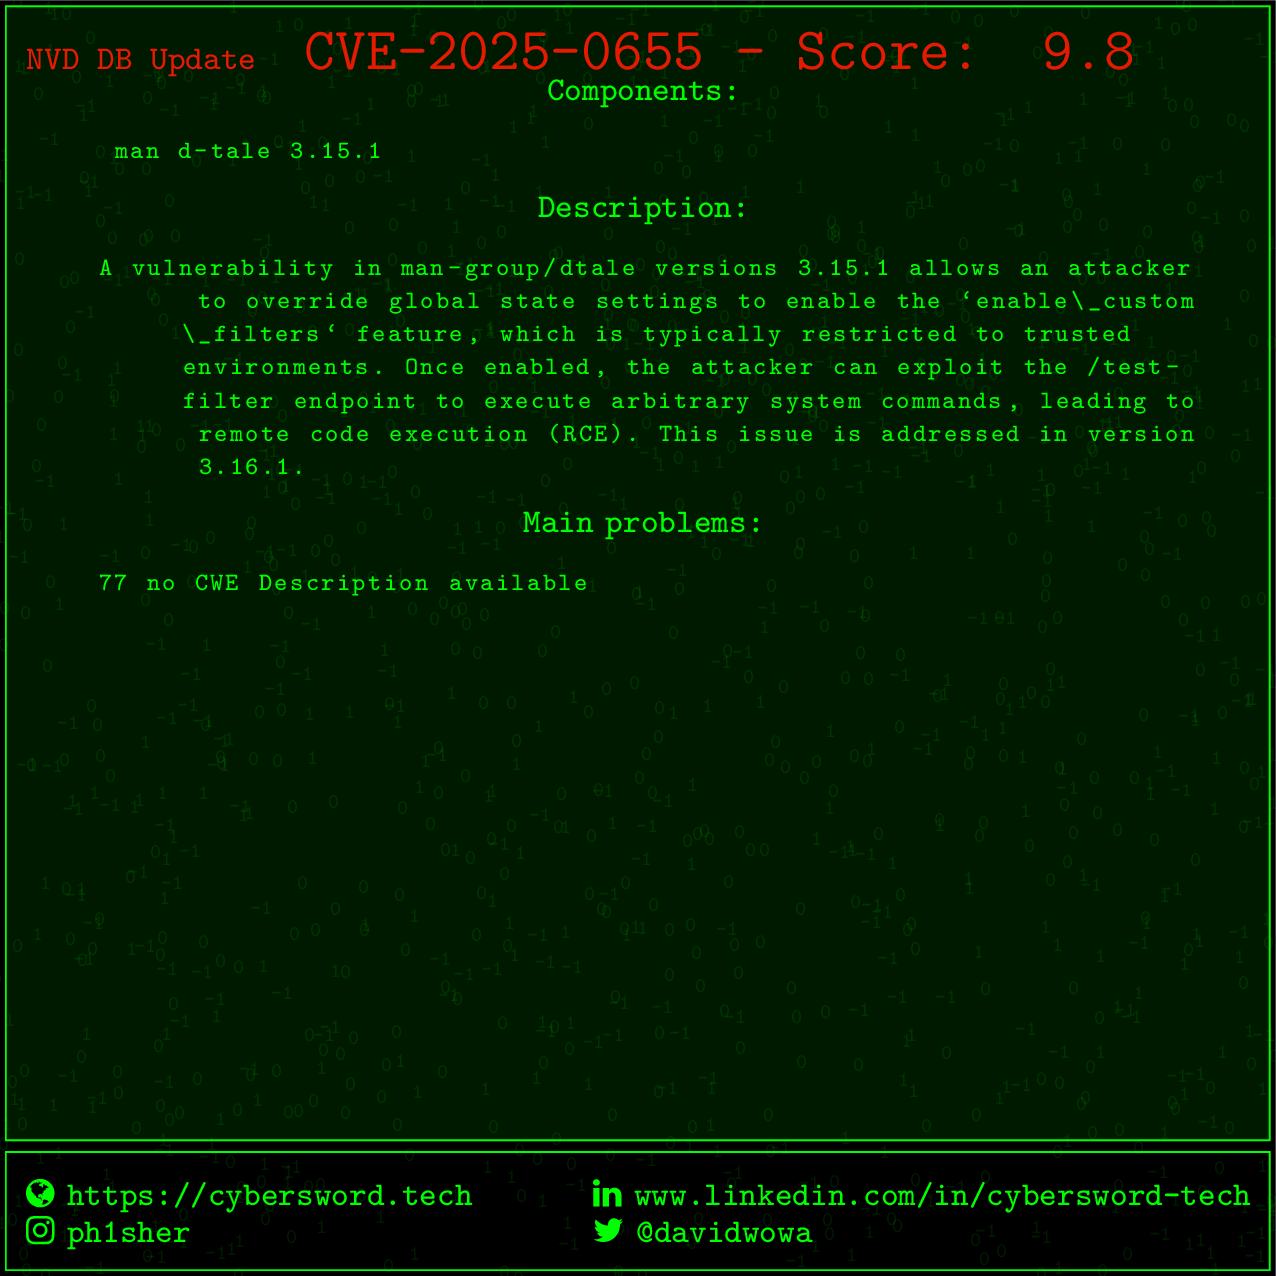 NVD DB Update CVE-2025-0655 - Score: 9.8
Components:
man d-tale 3.15.1
Description:
A vulnerability in man-group/dtale versions 3.15.1 allows an attacker
to override global state settings to enable the ‘enable\_custom
\_filters‘ feature, which is typically restricted to trusted
environments. Once enabled, the attacker can exploit the /test-
filter endpoint to execute arbitrary system commands, leading to
remote code execution (RCE). This issue is addressed in version
3.16.1.
Main problems:
77 no CWE Description available
https://cybersword.tech www.linkedin.com/in/cybersword-tech
ph1sher @davidwowa